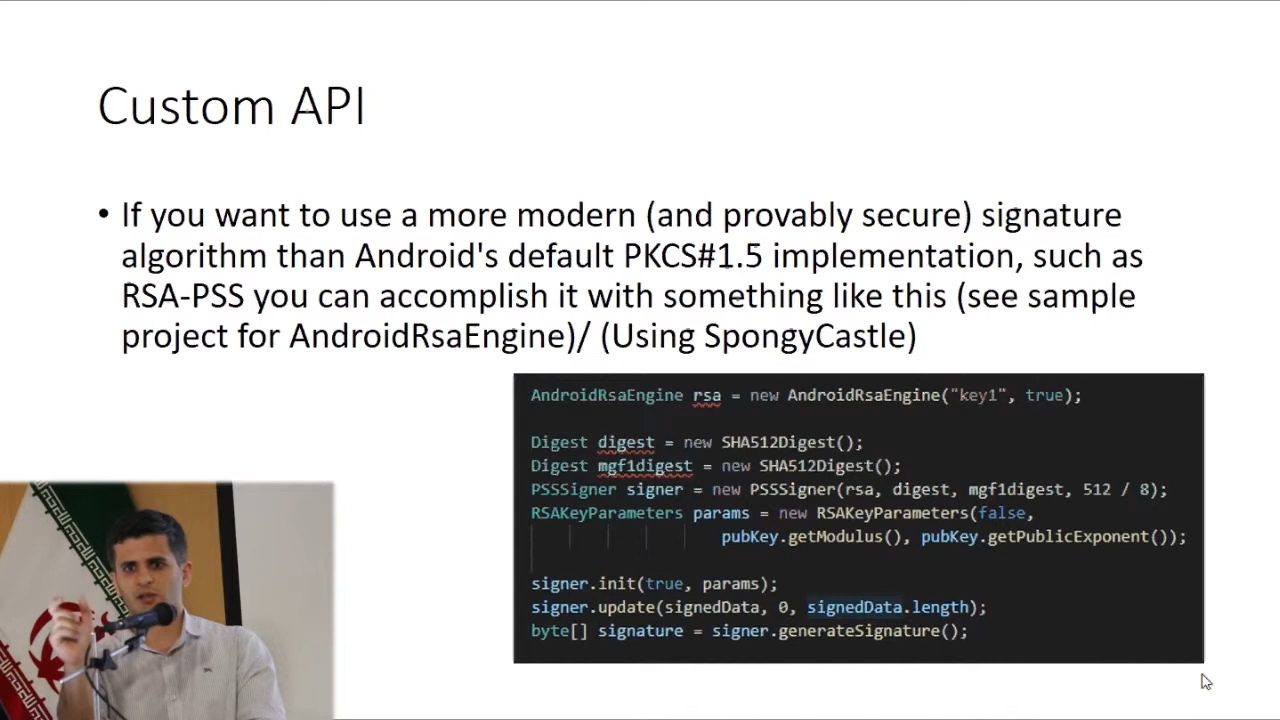 Custom API
• If you want to use a more modern (and provably secure) signature
algorithm than Android's default PKCS#1.5 implementation, such as
RSA-PSS you can accomplish it with something like this (see sample
project for AndroidRsaEngine)/ (Using SpongyCastle)
AndroidRsaEngine rsa = new AndroidRsaEngine("key1", true);
Digest digest = new SHA512Digest();
Digest mgf1digest = new SHA512Digest();
PSSSigner signer = new PSSSigner(rsa, digest, mgf1digest, 512 / 8);
RSAKeyParameters params = new RSAKeyParameters(false,
pubKey.getModulus(), pubKey.getPublicExponent());
signer.init(true, params);
signer.update(signedData, 0, signedData.length);
byte[] signature = signer.generateSignature();